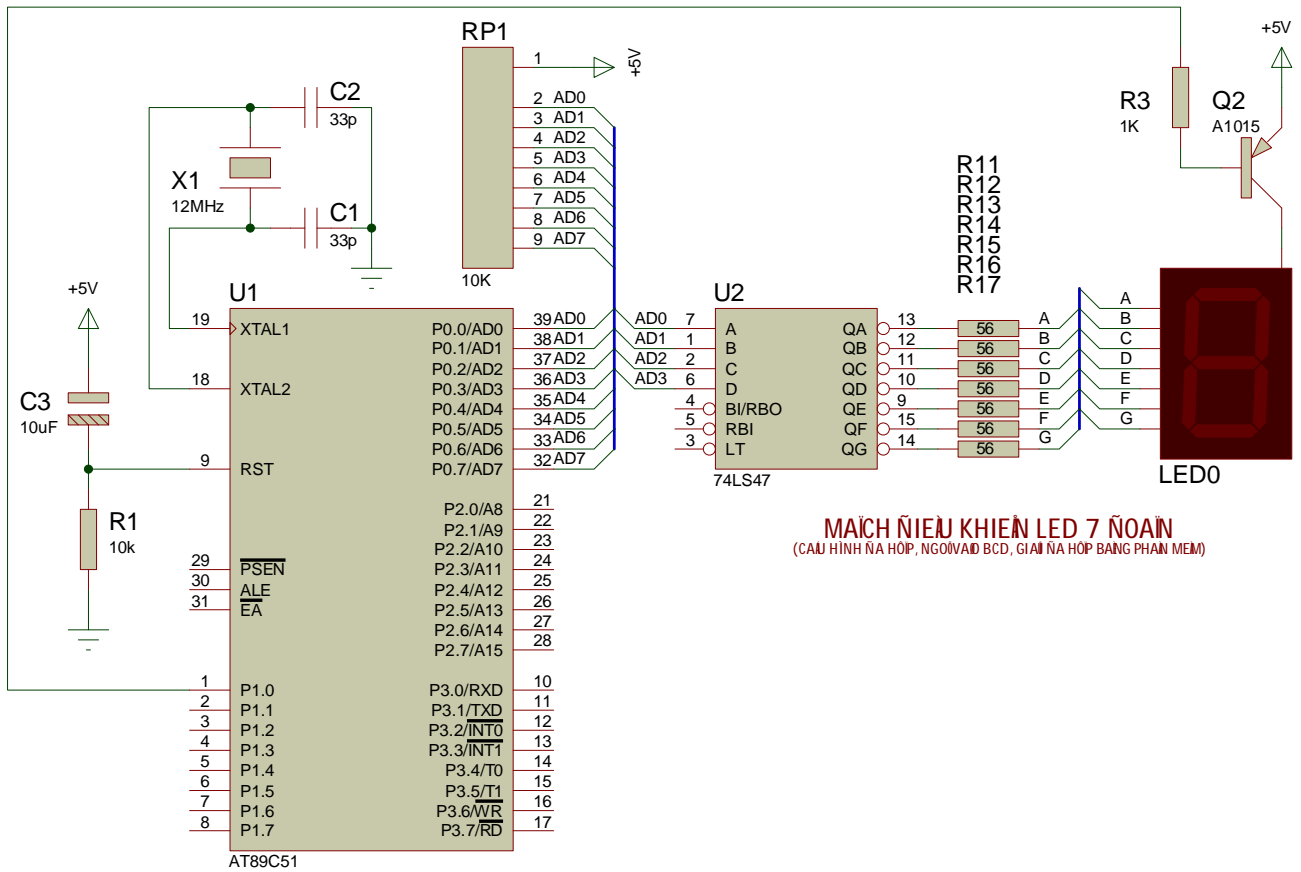 RP1
1
+5V
2 AD0
3 AD1
4 AD2
5 AD3
6 AD4
7 AD5
8 AD6
9 AD7
10K
C2
33p
X1
12MHz
C1
33p
+5V
C3
10uF
R1
10k
U1
19 XTAL1
18 XTAL2
9 RST
29 PSEN
30 ALE
31 EA
1 P1.0
2 P1.1
3 P1.2
4 P1.3
5 P1.4
6 P1.5
7 P1.6
8 P1.7
P0.0/AD0 39 AD0
P0.1/AD1 38 AD1
P0.2/AD2 37 AD2
P0.3/AD3 36 AD3
P0.4/AD4 35 AD4
P0.5/AD5 34 AD5
P0.6/AD6 33 AD6
P0.7/AD7 32 AD7
P2.0/A8 21
P2.1/A9 22
P2.2/A10 23
P2.3/A11 24
P2.4/A12 25
P2.5/A13 26
P2.6/A14 27
P2.7/A15 28
P3.0/RXD 10
P3.1/TXD 11
P3.2/INT0 12
P3.3/INT1 13
P3.4/T0 14
P3.5/T1 15
P3.6/WR 16
P3.7/RD 17
AT89C51
U2
AD0 7 A
AD1 1 B
AD2 2 C
AD3 6 D
4 BI/RBO
5 RBI
3 LT
QA 13 56 A
QB 12 56 B
QC 11 56 C
QD 10 56 D
QE 9 56 E
QF 15 56 F
QG 14 56 G
74LS47
R11
R12
R13
R14
R15
R16
R17
R3
1K
Q2
A1015
+5V
A
B
C
D
E
F
G
LED0
LED 7
HÌNH ÑA
BCD,